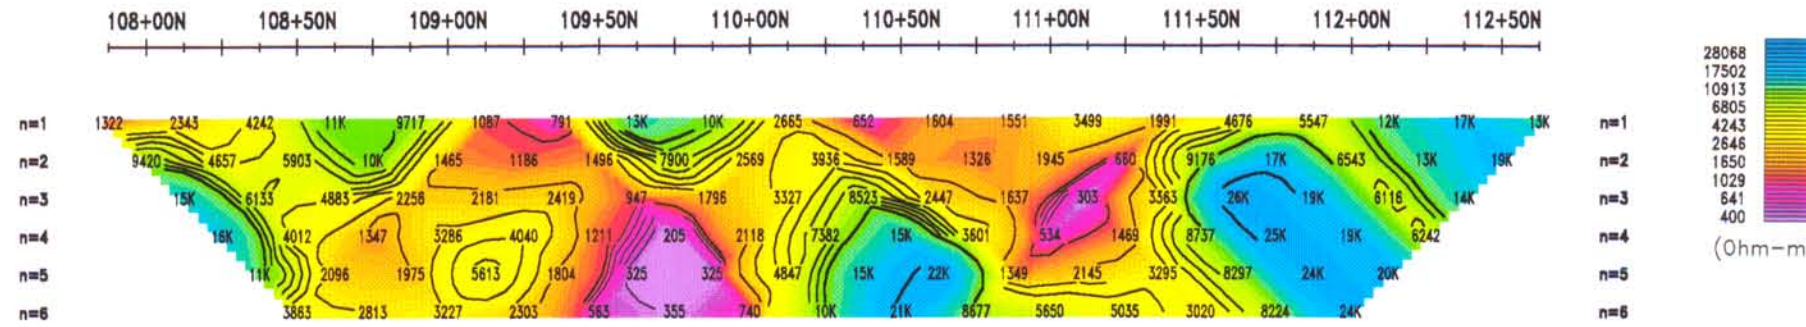 108+00N 108+50N 109+00N 109+50N 110+00N 110+50N 111+00N 111+50N 112+00N 112+50N
28068
17502
10913
6805
4243
2646
1650
1029
641
400
(Ohm-m
n=1 1322 2343 4242 11K 9717 1087 791 13K 10K 2665 652 1604 1551 3499 1991 4676 5547 12K 17K 13K n=1
n=2 9420 4657 5903 10K 1465 1186 1496 7900 2569 3936 1589 1326 1945 660 9176 17K 6543 13K 19K n=2
n=3 15K 6133 4883 2258 2181 2419 947 1796 3327 8523 2447 1637 303 3363 26K 19K 6116 14K n=3
n=4 16K 4012 1347 3286 4040 1211 205 2118 7382 15K 3601 534 1469 8737 25K 19K 6242 n=4
n=5 11K 2096 1975 5613 1804 325 325 4847 15K 22K 1349 2145 3295 8297 24K 20K n=5
n=6 3863 2813 3227 2303 563 355 740 10K 21K 8677 5650 5035 3020 8224 24K n=6